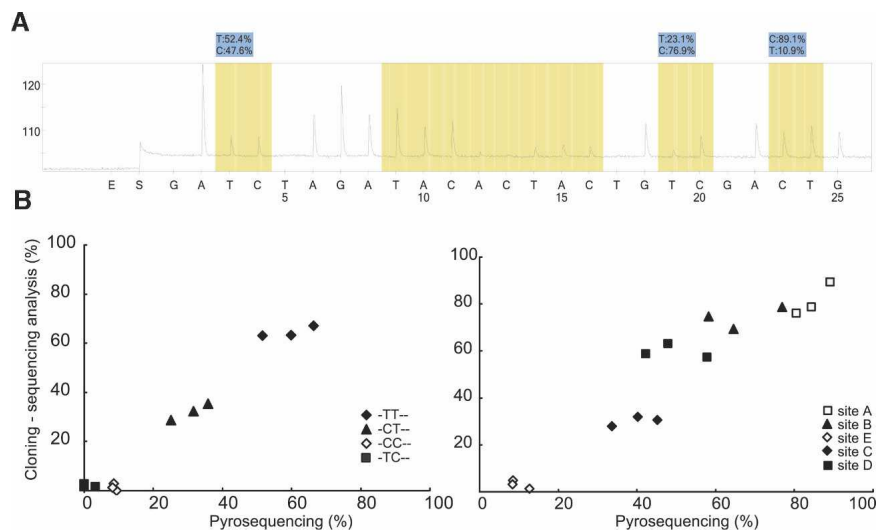 A
T:52.4%
C:47.6%
T:23.1%
C:76.9%
C:89.1%
T:10.9%
120
110
E S G A T C T A G A T A C A C T A C T G T C G A C T G
5 10 15 20 25
B
Cloning - sequencing analysis (%)
100
80
60
40
20
0 20 40 60 80 100
Pyrosequencing (%)
-TT--
-CT--
-CC--
-TC--
100
80
60
40
20
0 20 40 60 80 100
Pyrosequencing (%)
site A
site B
site E
site C
site D